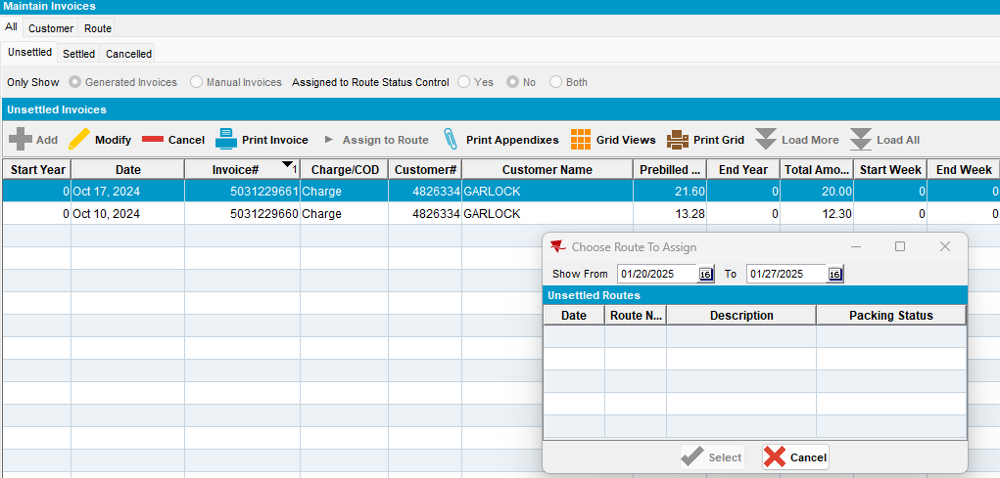 Maintain Invoices
All Customer Route
Unsettled Settled Cancelled
Only Show Generated Invoices Manual Invoices Assigned to Route Status Control Yes No Both
Unsettled Invoices
Add Modify Cancel Print Invoice Assign to Route Print Appendixes Grid Views Print Grid Load More Load All
Start Year Date Invoice# 1 Charge/COD Customer# Customer Name Prebilled ... End Year Total Amo... Start Week End Week
0 Oct 17, 2024 5031229661 Charge 4826334 GARLOCK 21.60 0 20.00 0 0
0 Oct 10, 2024 5031229660 Charge 4826334 GARLOCK 13.28 0 12.30 0 0
Choose Route To Assign
Show From 01/20/2025 16 To 01/27/2025 16
Unsettled Routes
Date Route N... Description Packing Status
Select Cancel